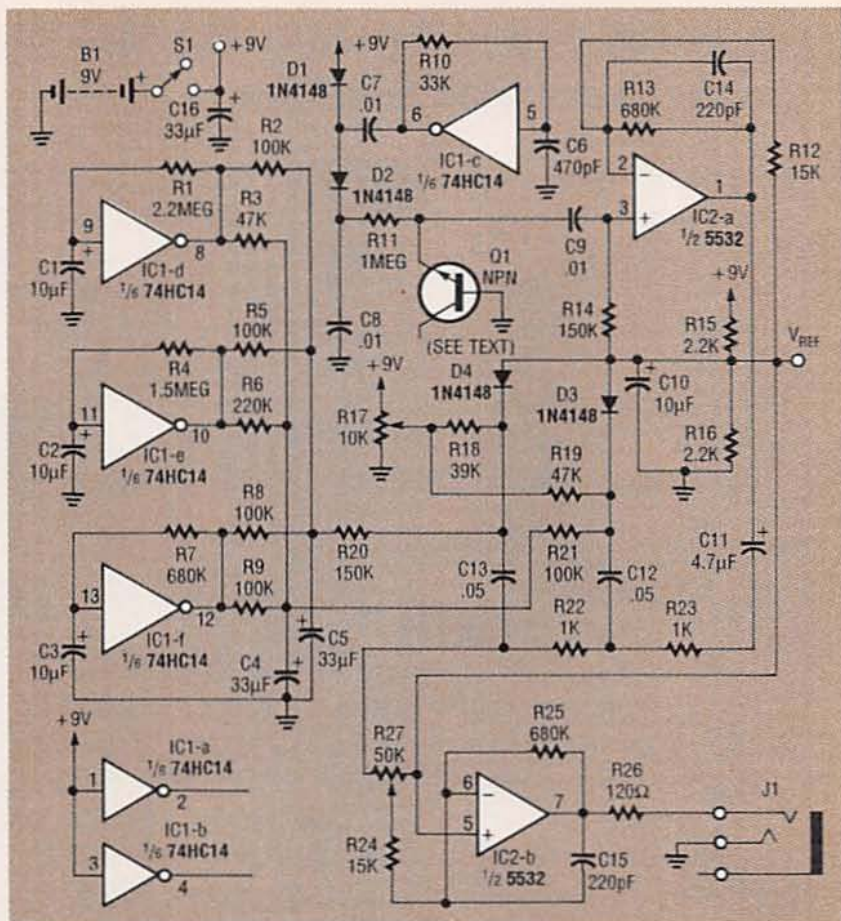 B1
9V
S1
+9V
C16
33µF
R2
100K
R1
2.2MEG
R3
47K
9
8
IC1-d
1/6 74HC14
C1
10µF
R5
100K
R4
1.5MEG
R6
220K
11
10
IC1-e
1/6 74HC14
C2
10µF
R8
100K
R7
680K
R9
100K
13
12
IC1-f
1/6 74HC14
C3
10µF
C4
33µF
C5
33µF
+9V
IC1-a
1/6 74HC14
1
2
IC1-b
1/6 74HC14
3
4
+9V
D1
1N4148
C7
.01
R10
33K
6
5
IC1-c
1/6 74HC14
C6
470pF
D2
1N4148
R11
1MEG
C8
.01
Q1
NPN
(SEE TEXT)
C9
.01
R13
680K
C14
220pF
2
3
1
IC2-a
1/2 5532
R12
15K
R14
150K
+9V
R15
2.2K
VREF
D4
1N4148
D3
1N4148
C10
10µF
R16
2.2K
+9V
R17
10K
R18
39K
R19
47K
R20
150K
C13
.05
R21
100K
C12
.05
C11
4.7µF
R22
1K
R23
1K
R27
50K
R24
15K
R25
680K
6
5
7
IC2-b
1/2 5532
R26
120Ω
C15
220pF
J1